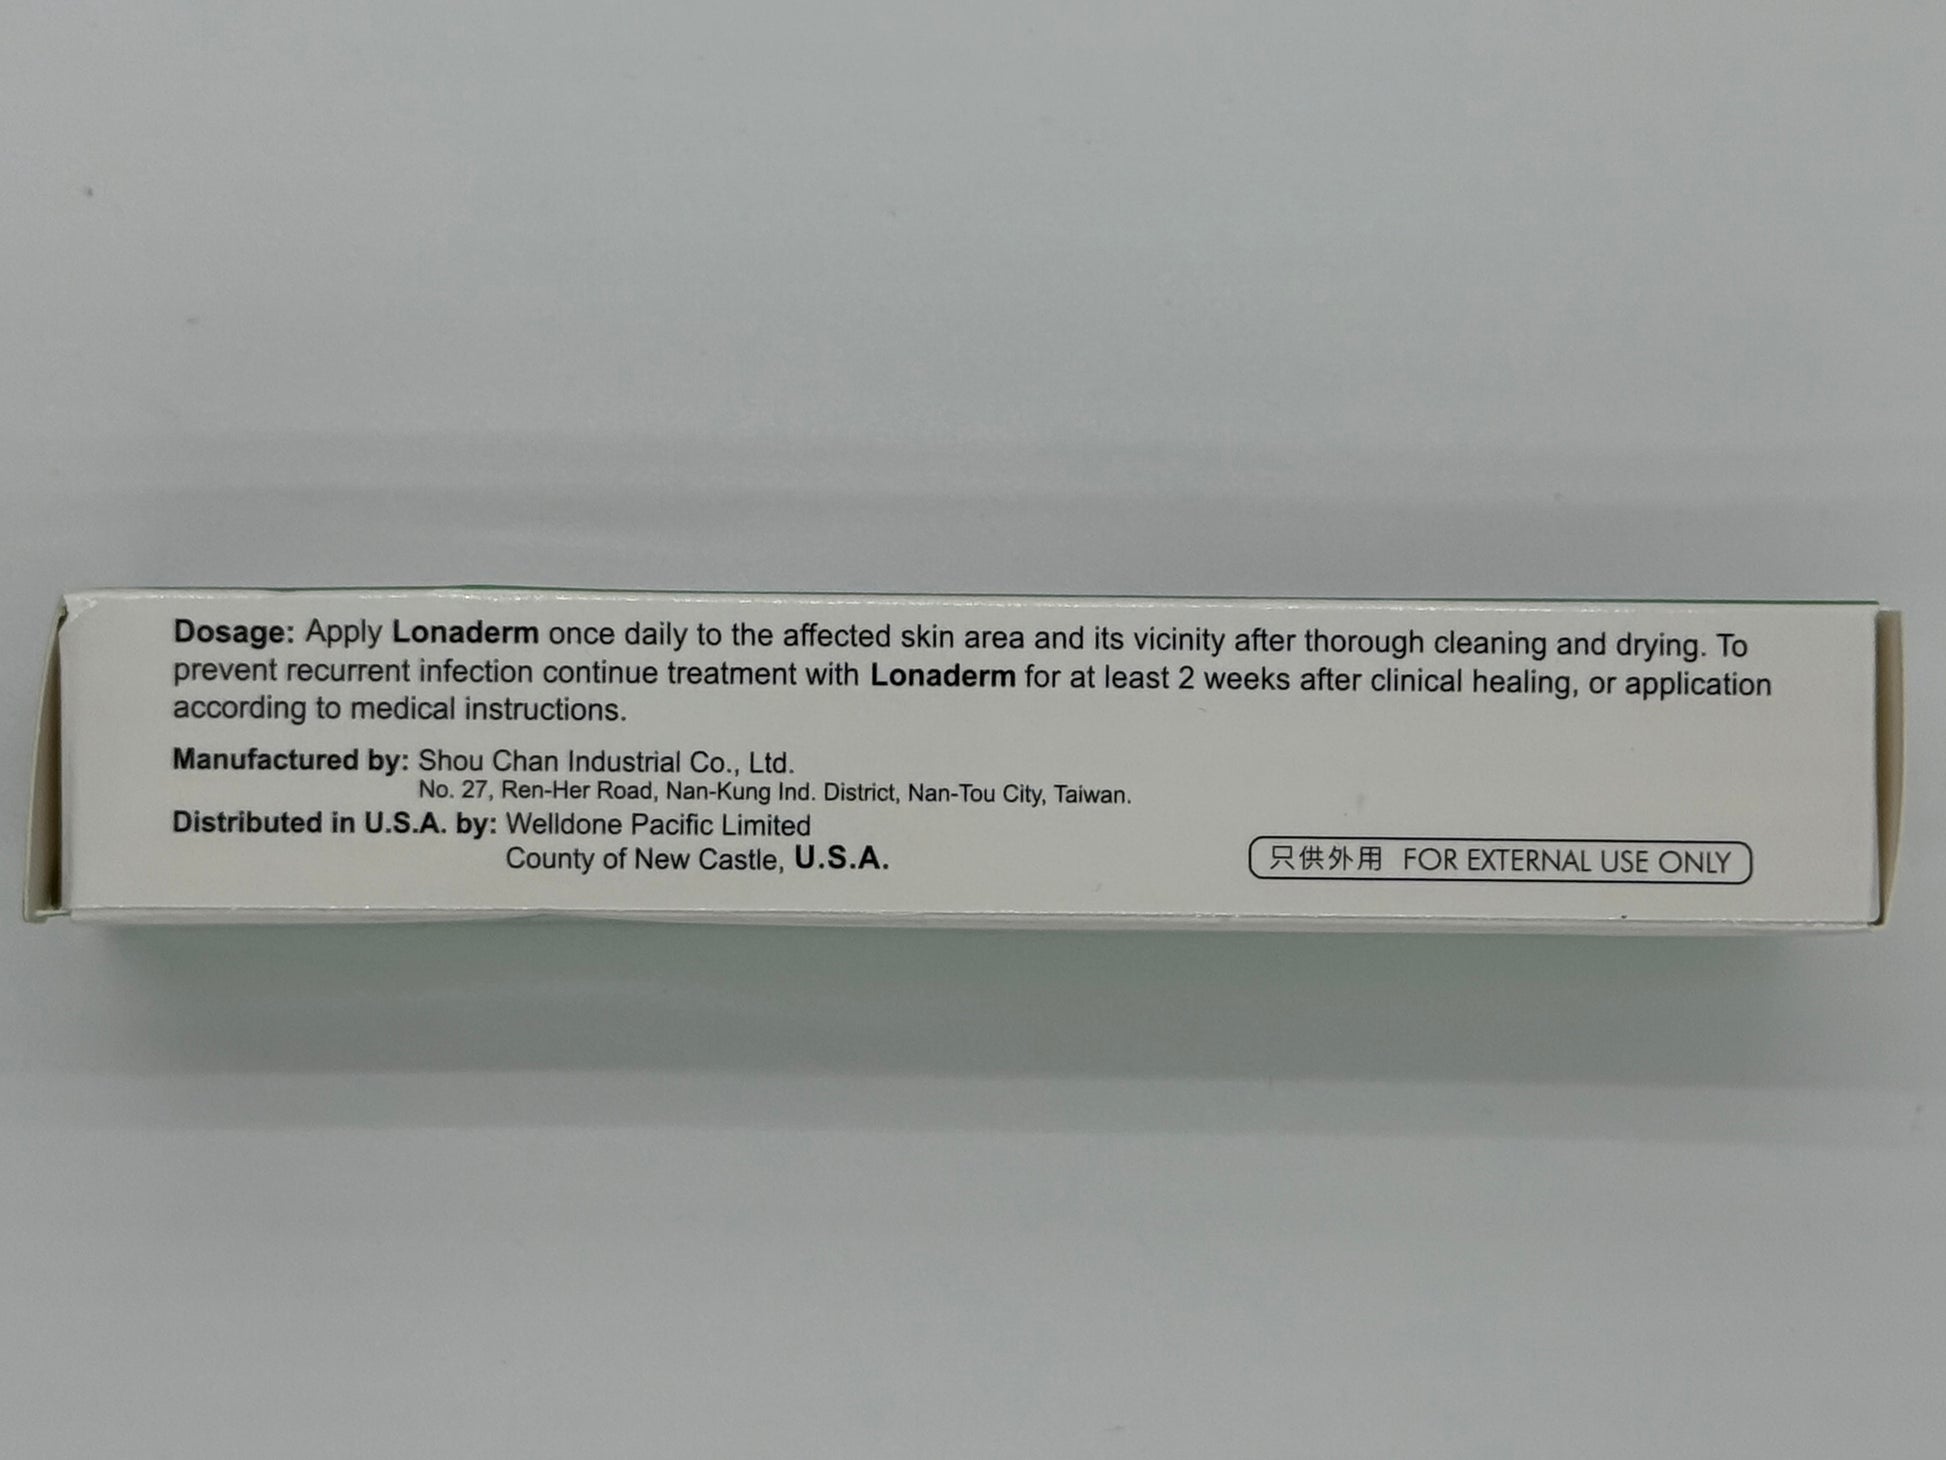 Dosage: Apply Lonaderm once daily to the affected skin area and its vicinity after thorough cleaning and drying. To
prevent recurrent infection continue treatment with Lonaderm for at least 2 weeks after clinical healing, or application
according to medical instructions.
Manufactured by: Shou Chan Industrial Co., Ltd.
No. 27, Ren-Her Road, Nan-Kung Ind. District, Nan-Tou City, Taiwan.
Distributed in U.S.A. by: Welldone Pacific Limited
County of New Castle, U.S.A.
只供外用 FOR EXTERNAL USE ONLY